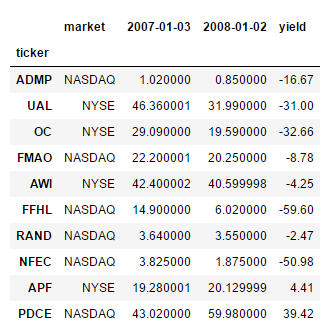 market 2007-01-03 2008-01-02 yield
ticker
ADMP NASDAQ 1.020000 0.850000 -16.67
UAL NYSE 46.360001 31.990000 -31.00
OC NYSE 29.090000 19.590000 -32.66
FMAO NASDAQ 22.200001 20.250000 -8.78
AWI NYSE 42.400002 40.599998 -4.25
FFHL NASDAQ 14.900000 6.020000 -59.60
RAND NASDAQ 3.640000 3.550000 -2.47
NFEC NASDAQ 3.825000 1.875000 -50.98
APF NYSE 19.280001 20.129999 4.41
PDCE NASDAQ 43.020000 59.980000 39.42